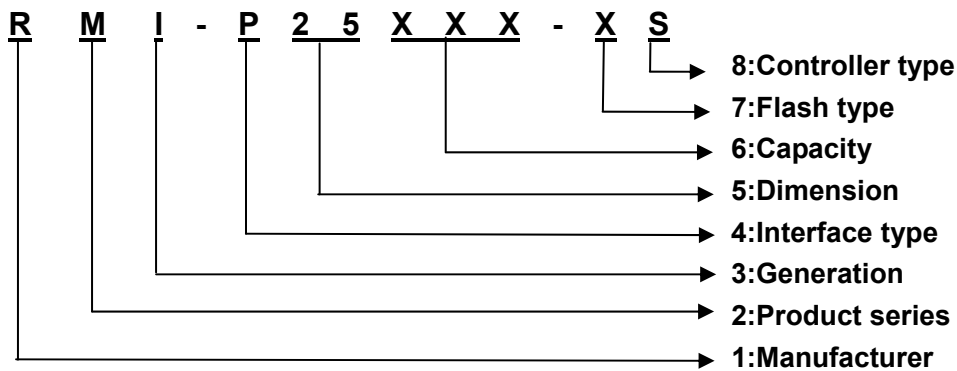 R M I - P 2 5 X X X - X S
8:Controller type
7:Flash type
6:Capacity
5:Dimension
4:Interface type
3:Generation
2:Product series
1:Manufacturer